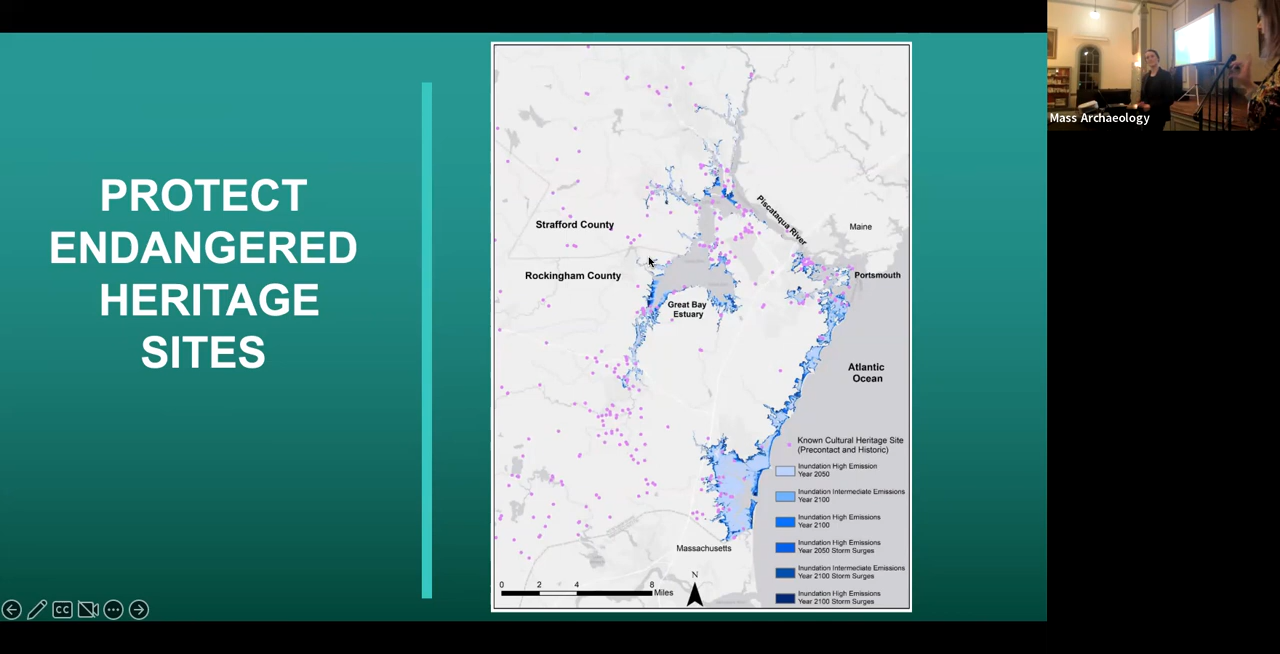 PROTECT
ENDANGERED
HERITAGE
SITES
Strafford County
Rockingham County
Piscataqua River
Maine
Portsmouth
Great Bay
Estuary
Atlantic
Ocean
Massachusetts
Known Cultural Heritage Site
(Precontact and Historic)
Inundation High Emission
Year 2050
Inundation Intermediate Emissions
Year 2100
Inundation High Emissions
Year 2100
Inundation High Emissions
Year 2050 Storm Surges
Inundation Intermediate Emissions
Year 2100 Storm Surges
Inundation High Emissions
Year 2100 Storm Surges
0 2 4 8
Miles
N
CC
Mass Archaeology